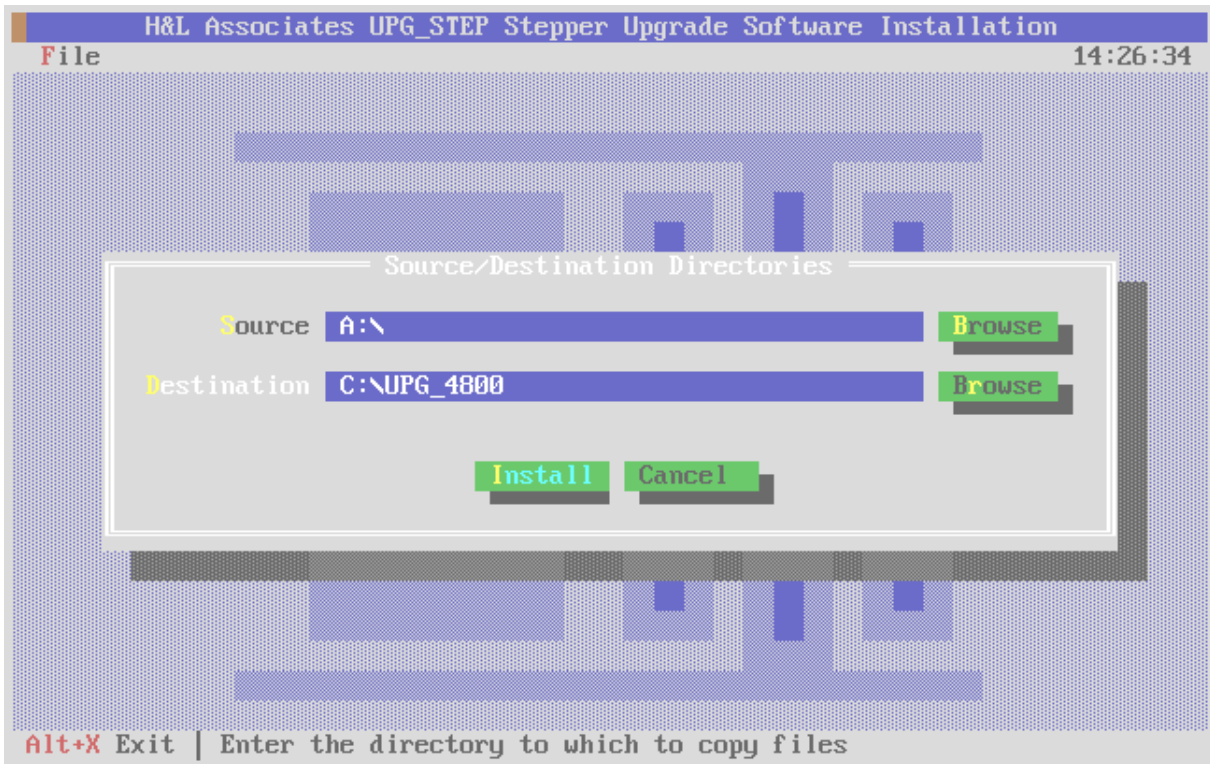 H&L Associates UPG_STEP Stepper Upgrade Software Installation
File 14:26:34
Source/Destination Directories
Source A:\ Browse
Destination C:\UPG_4800 Browse
Install Cancel
Alt+X Exit | Enter the directory to which to copy files